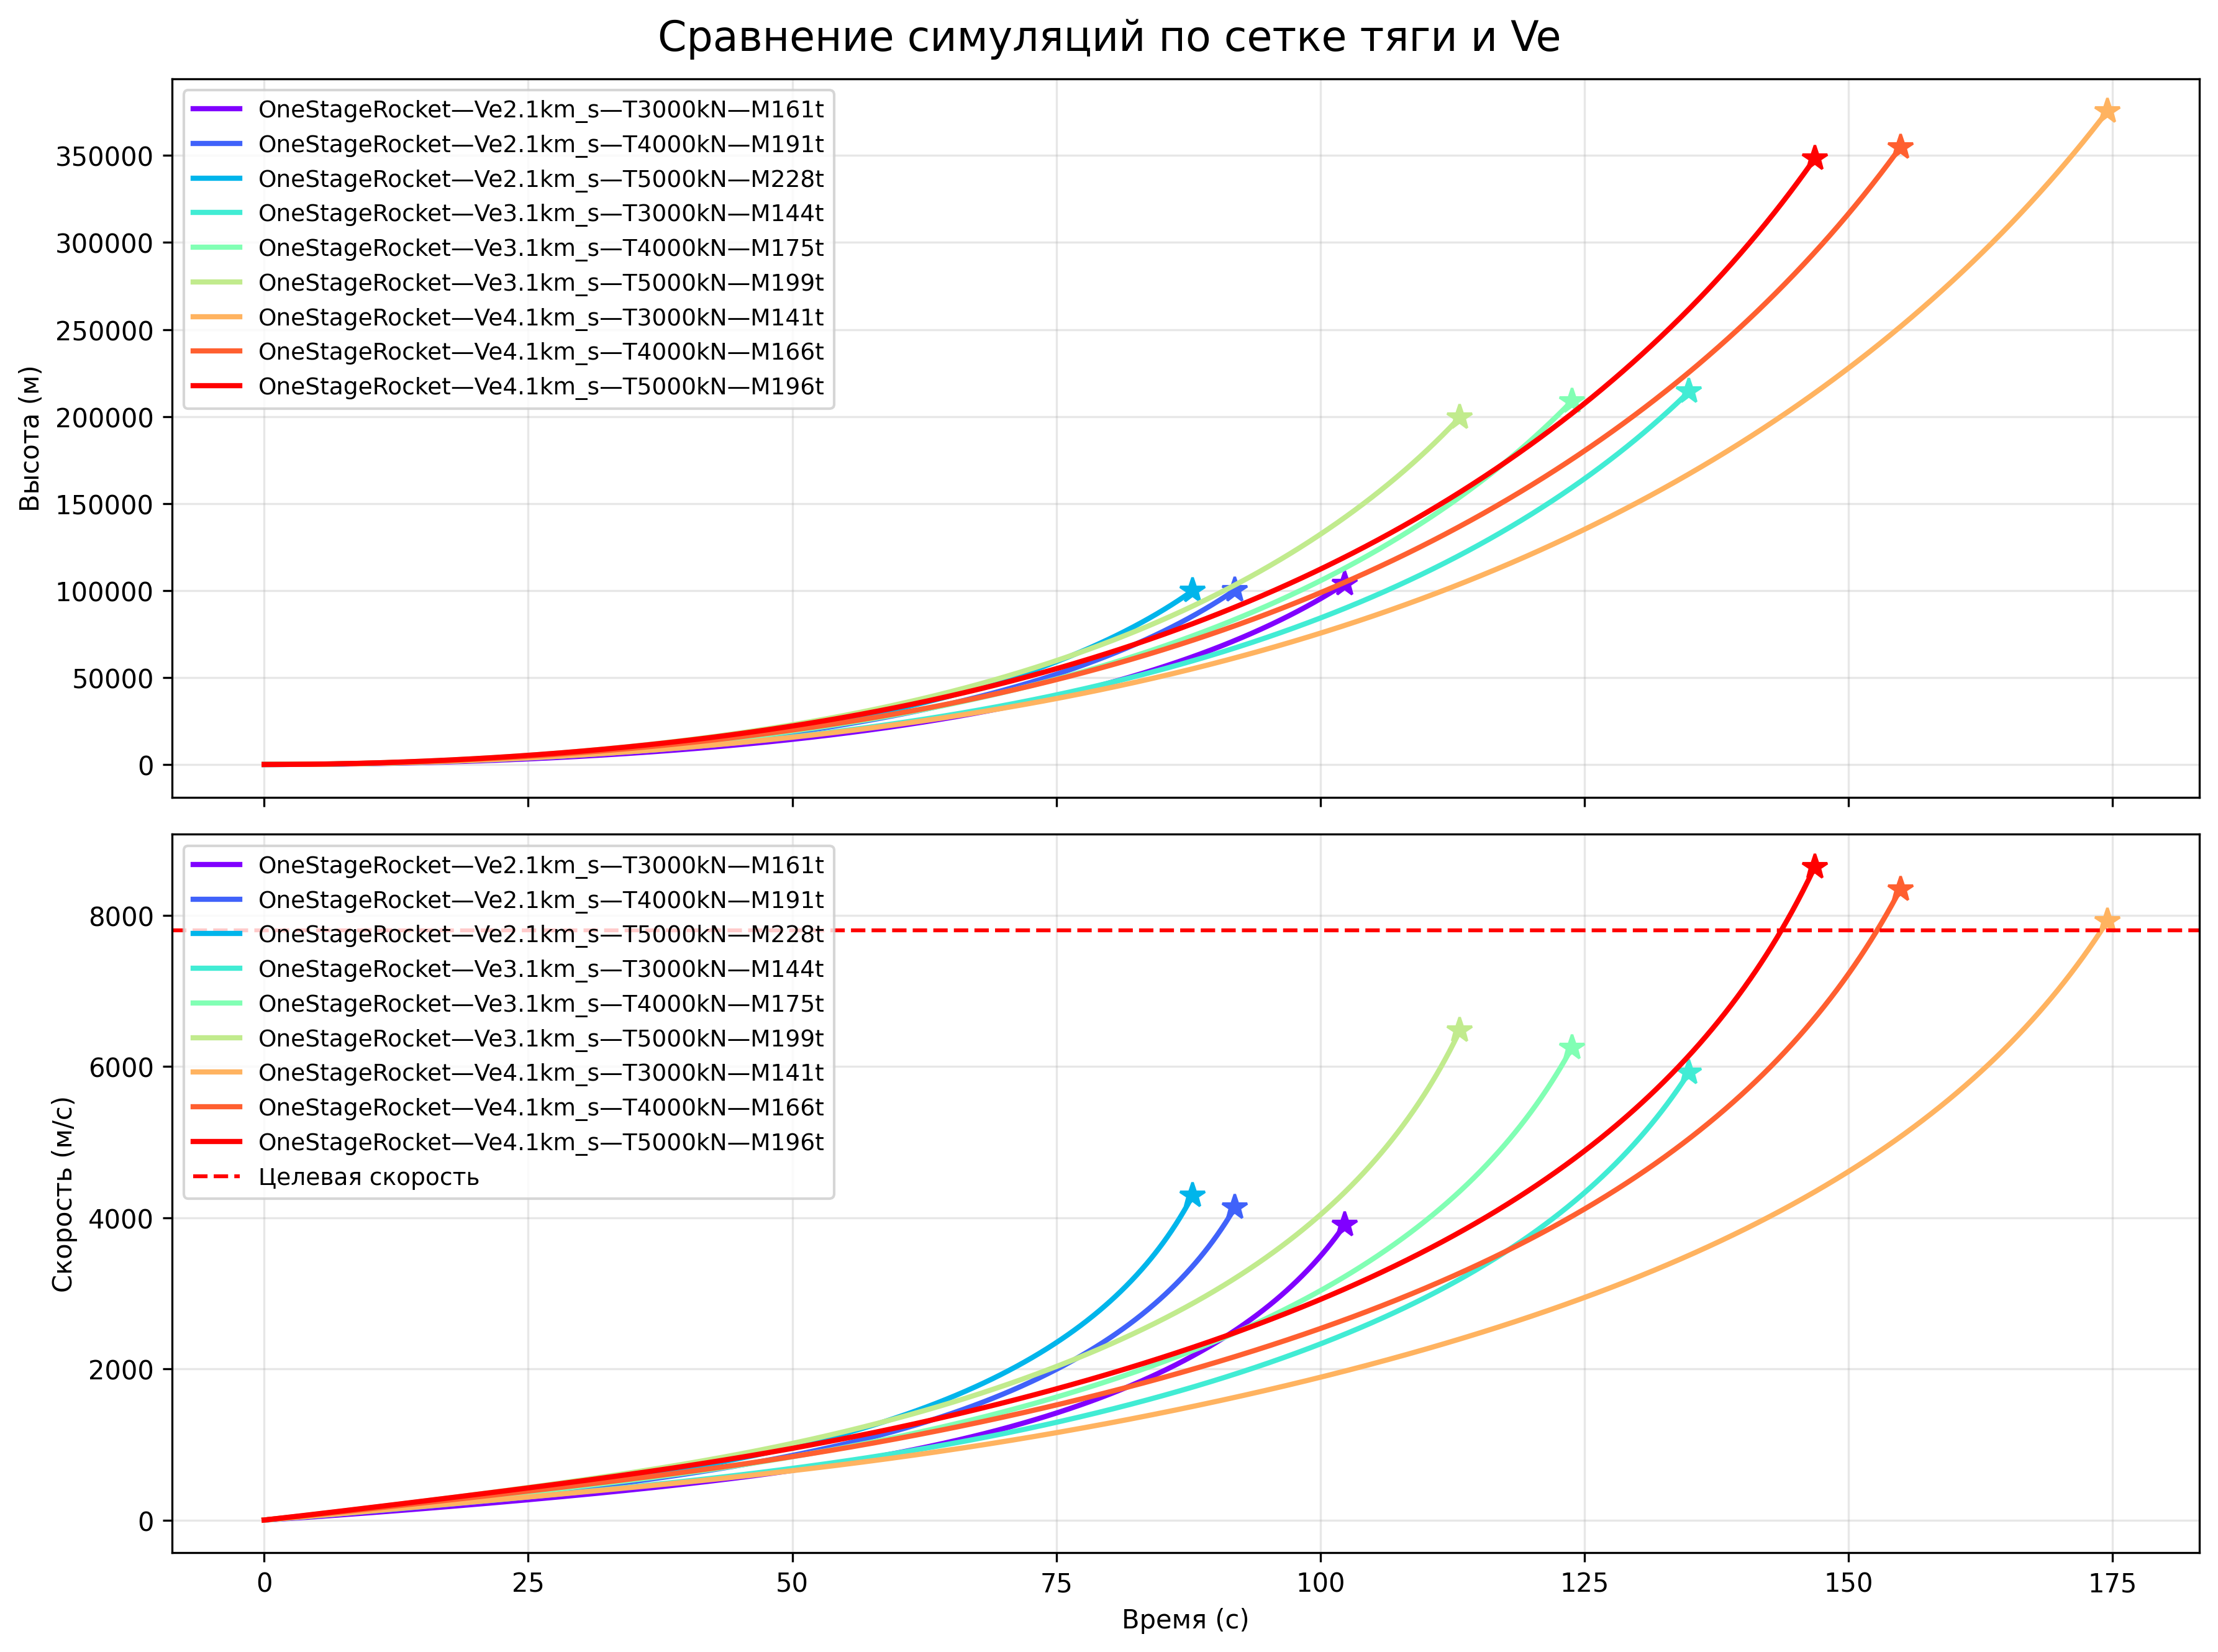 Сравнение симуляций по сетке тяги и Ve
Высота (м)
350000
300000
250000
200000
150000
100000
50000
0
OneStageRocket—Ve2.1km_s—T3000kN—M161t
OneStageRocket—Ve2.1km_s—T4000kN—M191t
OneStageRocket—Ve2.1km_s—T5000kN—M228t
OneStageRocket—Ve3.1km_s—T3000kN—M144t
OneStageRocket—Ve3.1km_s—T4000kN—M175t
OneStageRocket—Ve3.1km_s—T5000kN—M199t
OneStageRocket—Ve4.1km_s—T3000kN—M141t
OneStageRocket—Ve4.1km_s—T4000kN—M166t
OneStageRocket—Ve4.1km_s—T5000kN—M196t
Скорость (м/с)
8000
6000
4000
2000
0
OneStageRocket—Ve2.1km_s—T3000kN—M161t
OneStageRocket—Ve2.1km_s—T4000kN—M191t
OneStageRocket—Ve2.1km_s—T5000kN—M228t
OneStageRocket—Ve3.1km_s—T3000kN—M144t
OneStageRocket—Ve3.1km_s—T4000kN—M175t
OneStageRocket—Ve3.1km_s—T5000kN—M199t
OneStageRocket—Ve4.1km_s—T3000kN—M141t
OneStageRocket—Ve4.1km_s—T4000kN—M166t
OneStageRocket—Ve4.1km_s—T5000kN—M196t
Целевая скорость
0 25 50 75 100 125 150 175
Время (с)